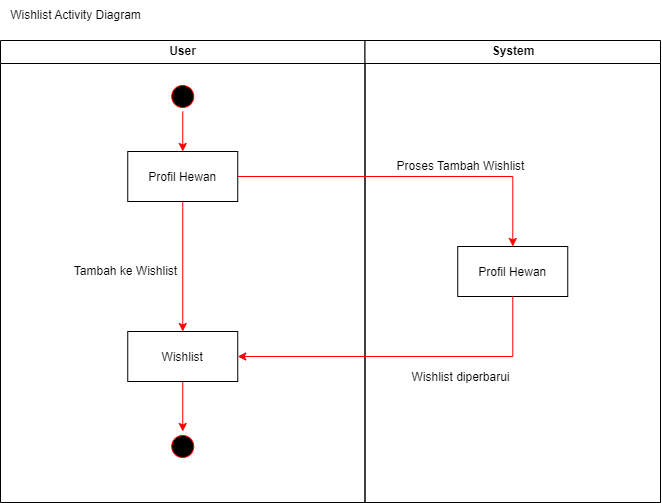 Wishlist Activity Diagram
User
System
Proses Tambah Wishlist
Profil Hewan
Tambah ke Wishlist
Profil Hewan
Wishlist
Wishlist diperbarui